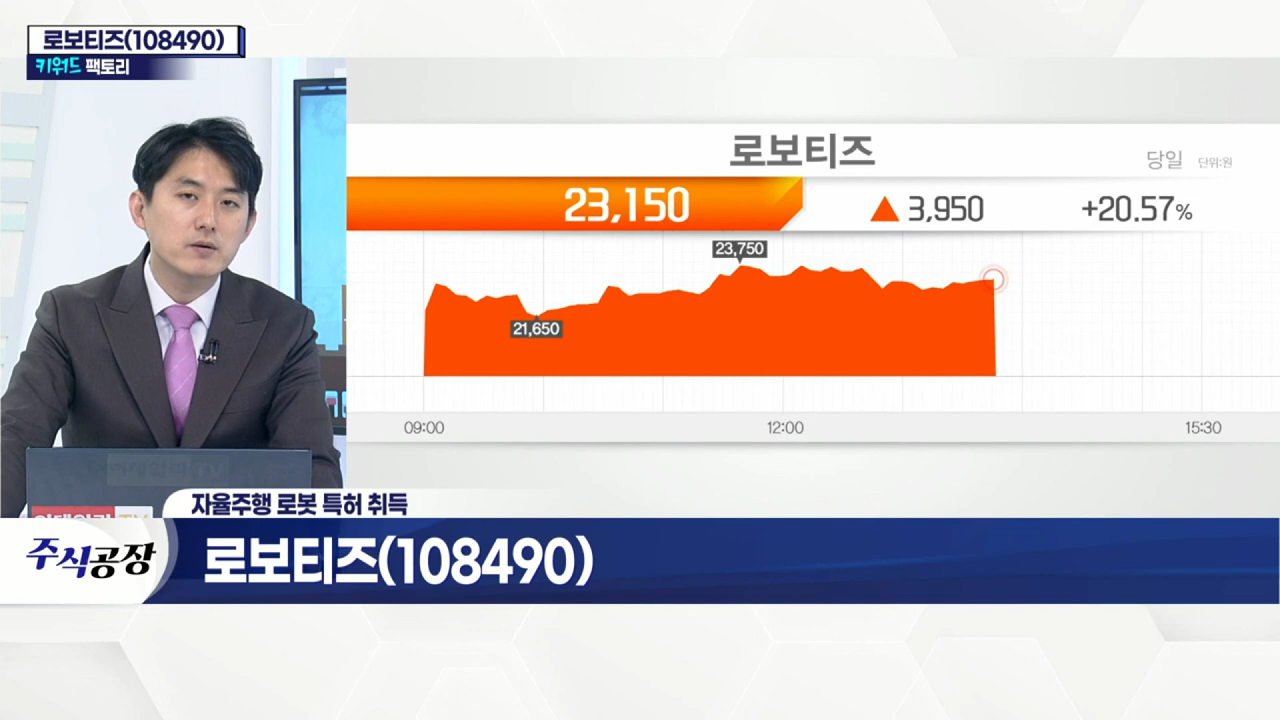 로보티즈(108490)
키워드 팩토리
로보티즈
당일 단위:원
23,150 ▲ 3,950 +20.57%
23,750
21,650
09:00 12:00 15:30
자율주행 로봇 특허 취득
주식공장 로보티즈(108490)